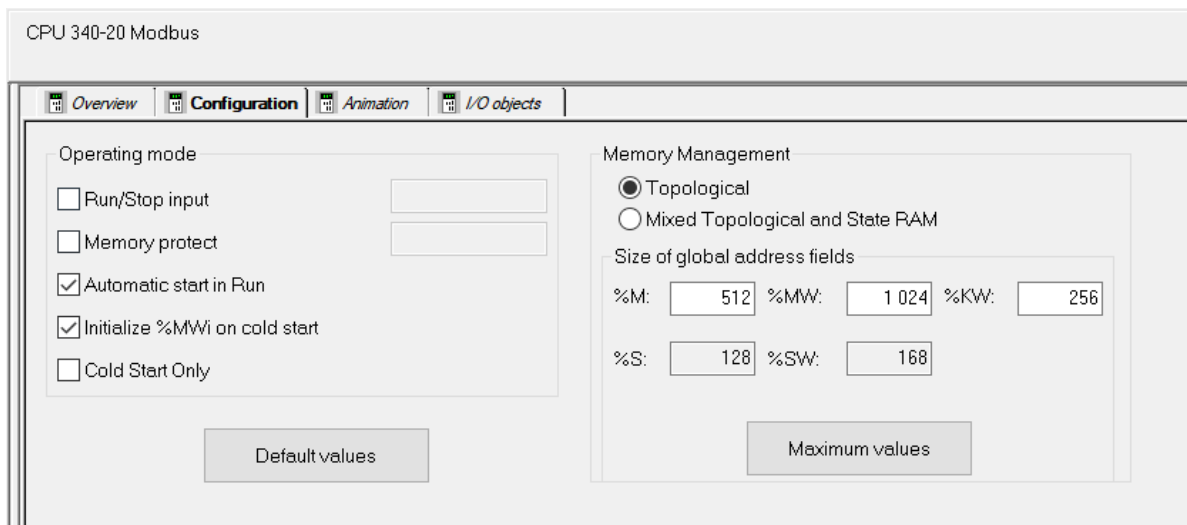 CPU 340-20 Modbus
Overview Configuration Animation I/O objects
Operating mode
Run/Stop input
Memory protect
Automatic start in Run
Initialize %MWi on cold start
Cold Start Only
Default values
Memory Management
Topological
Mixed Topological and State RAM
Size of global address fields
%M: 512 %MW: 1 024 %KW: 256
%S: 128 %SW: 168
Maximum values